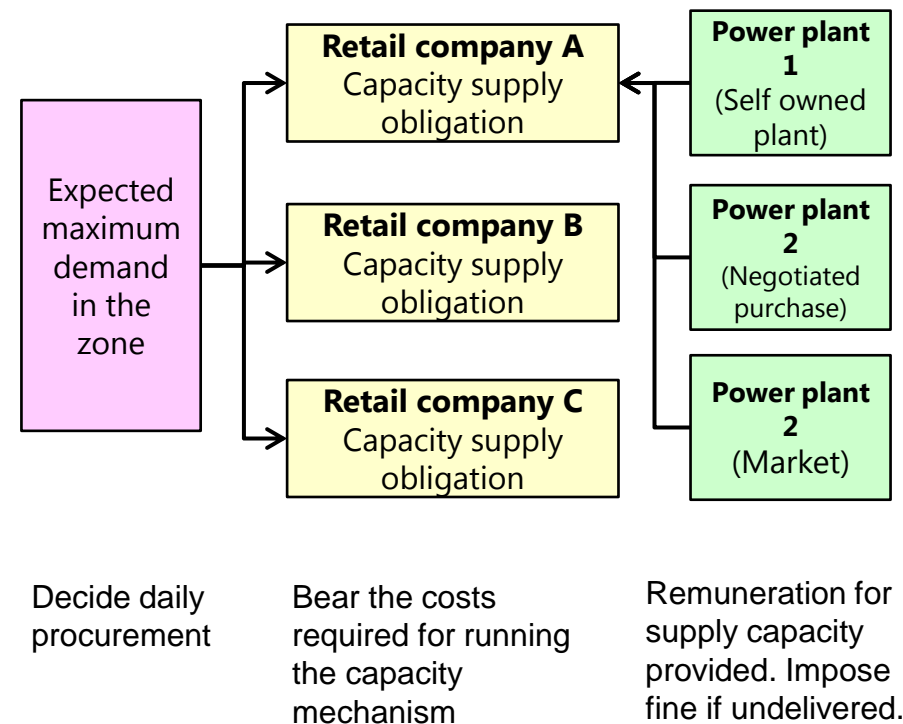 Expected
maximum
demand
in the
zone
Retail company A
Capacity supply
obligation
Retail company B
Capacity supply
obligation
Retail company C
Capacity supply
obligation
Power plant
1
(Self owned
plant)
Power plant
2
(Negotiated
purchase)
Power plant
2
(Market)
Decide daily
procurement
Bear the costs
required for running
the capacity
mechanism
Remuneration for
supply capacity
provided. Impose
fine if undelivered.